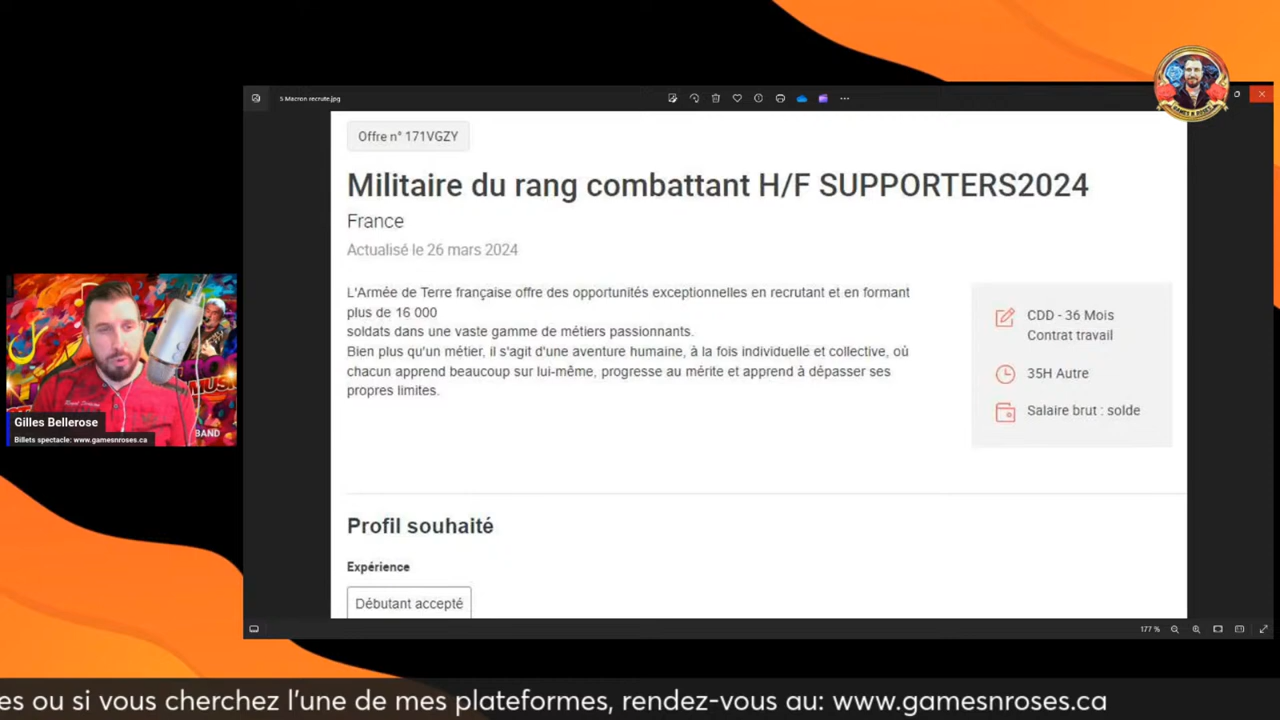 GAMES N ROSES
5 Macron recrute.jpg
Offre n° 171VGZY
Militaire du rang combattant H/F SUPPORTERS2024
France
Actualisé le 26 mars 2024
L'Armée de Terre française offre des opportunités exceptionnelles en recrutant et en formant
plus de 16 000
soldats dans une vaste gamme de métiers passionnants.
Bien plus qu'un métier, il s'agit d'une aventure humaine, à la fois individuelle et collective, où
chacun apprend beaucoup sur lui-même, progresse au mérite et apprend à dépasser ses
propres limites.
CDD - 36 Mois
Contrat travail
35H Autre
Salaire brut : solde
Profil souhaité
Expérience
Débutant accepté
177 %
Gilles Bellerose
Billets spectacle: www.gamesnroses.ca
BAND
es ou si vous cherchez l'une de mes plateformes, rendez-vous au: www.gamesnroses.ca